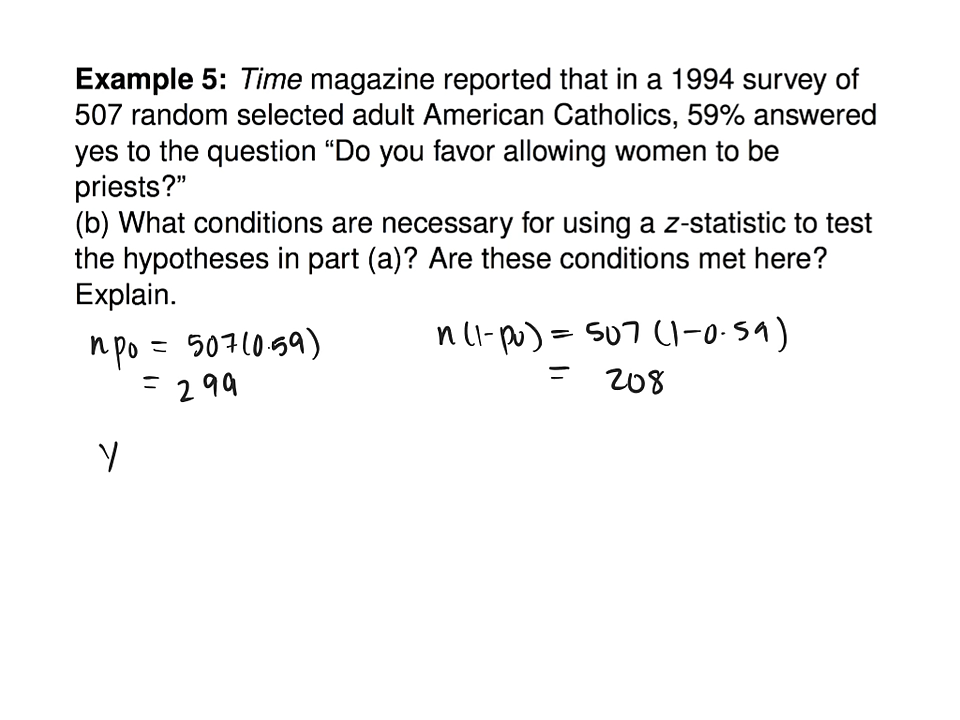 Example 5: Time magazine reported that in a 1994 survey of
507 random selected adult American Catholics, 59% answered
yes to the question “Do you favor allowing women to be
priests?”
(b) What conditions are necessary for using a z-statistic to test
the hypotheses in part (a)? Are these conditions met here?
Explain.
np0 = 507(0.59)
= 299
n(1-p0) = 507 (1-0.59)
= 208
y